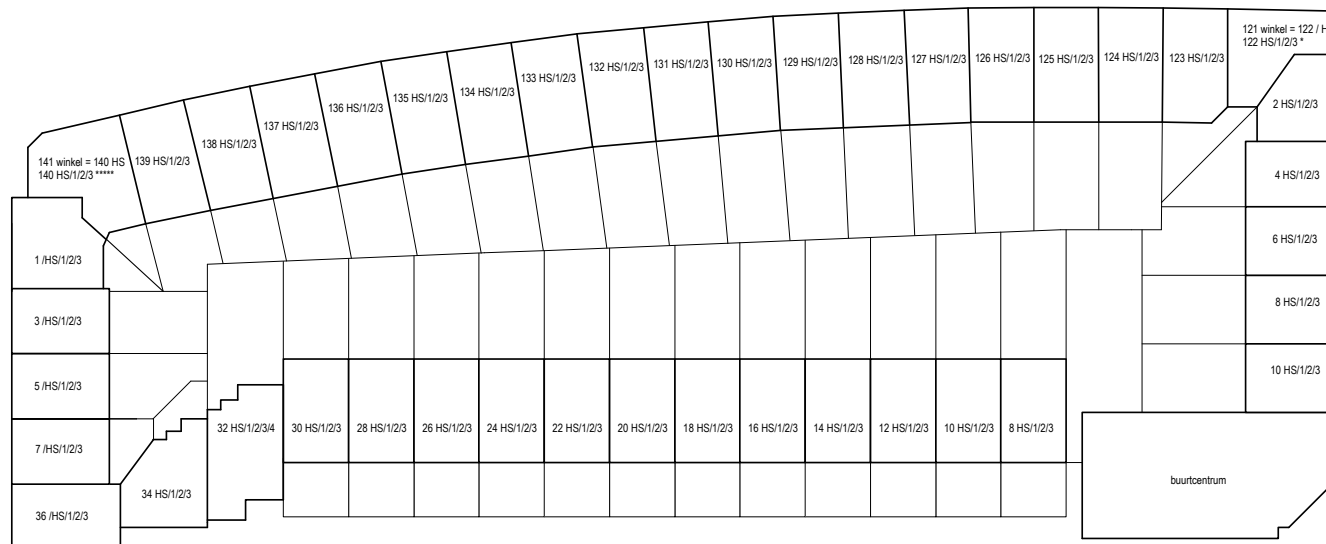 121 winkel = 122 / H
122 HS/1/2/3 *
123 HS/1/2/3
124 HS/1/2/3
125 HS/1/2/3
126 HS/1/2/3
127 HS/1/2/3
128 HS/1/2/3
129 HS/1/2/3
130 HS/1/2/3
131 HS/1/2/3
132 HS/1/2/3
133 HS/1/2/3
134 HS/1/2/3
135 HS/1/2/3
136 HS/1/2/3
137 HS/1/2/3
138 HS/1/2/3
139 HS/1/2/3
141 winkel = 140 HS
140 HS/1/2/3 *****
2 HS/1/2/3
4 HS/1/2/3
6 HS/1/2/3
8 HS/1/2/3
10 HS/1/2/3
1 /HS/1/2/3
3 /HS/1/2/3
5 /HS/1/2/3
7 /HS/1/2/3
36 /HS/1/2/3
34 HS/1/2/3
32 HS/1/2/3/4
30 HS/1/2/3
28 HS/1/2/3
26 HS/1/2/3
24 HS/1/2/3
22 HS/1/2/3
20 HS/1/2/3
18 HS/1/2/3
16 HS/1/2/3
14 HS/1/2/3
12 HS/1/2/3
10 HS/1/2/3
8 HS/1/2/3
buurtcentrum